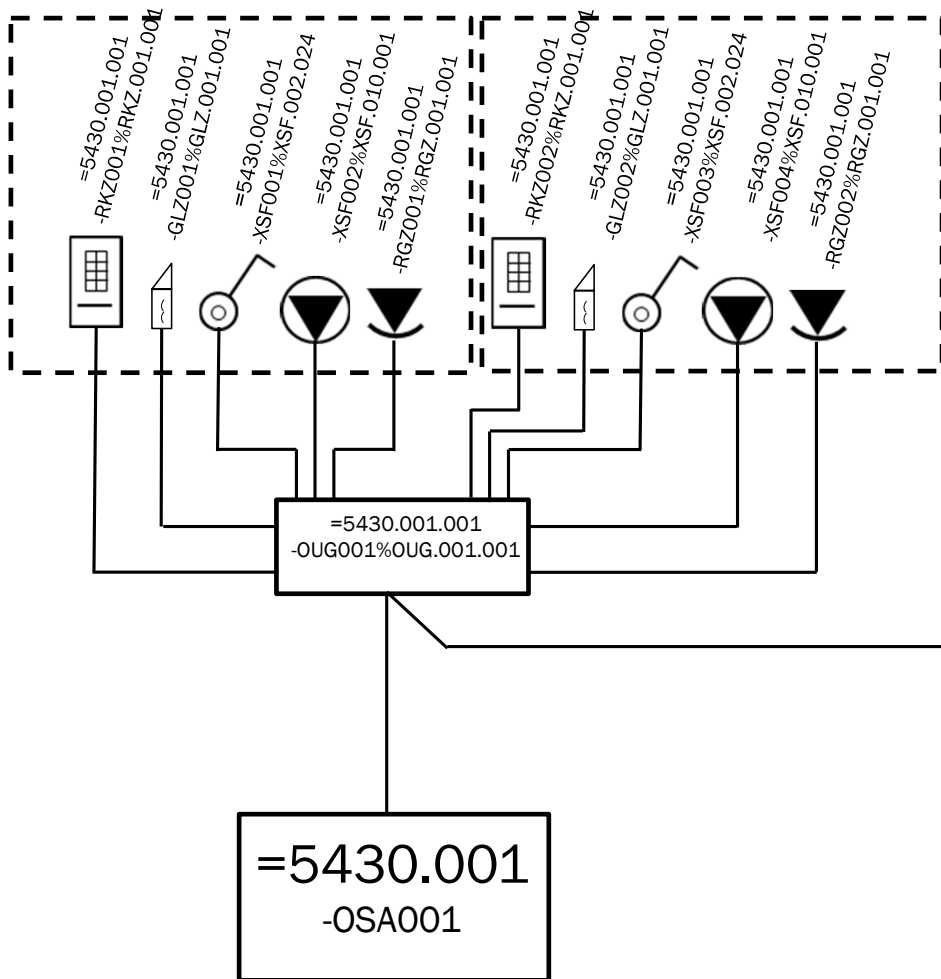 =5430.001.001
-RKZ001%RKZ.001.001
=5430.001.001
-GLZ001%GLZ.001.001
=5430.001.001
-XSF001%XSF.002.024
=5430.001.001
-XSF002%XSF.010.001
=5430.001.001
-RGZ001%RGZ.001.001
=5430.001.001
-RKZ002%RKZ.001.001
=5430.001.001
-GLZ002%GLZ.001.001
=5430.001.001
-XSF003%XSF.002.024
=5430.001.001
-XSF004%XSF.010.001
=5430.001.001
-RGZ002%RGZ.001.001
=5430.001.001
-OUG001%OUG.001.001
=5430.001
-OSA001